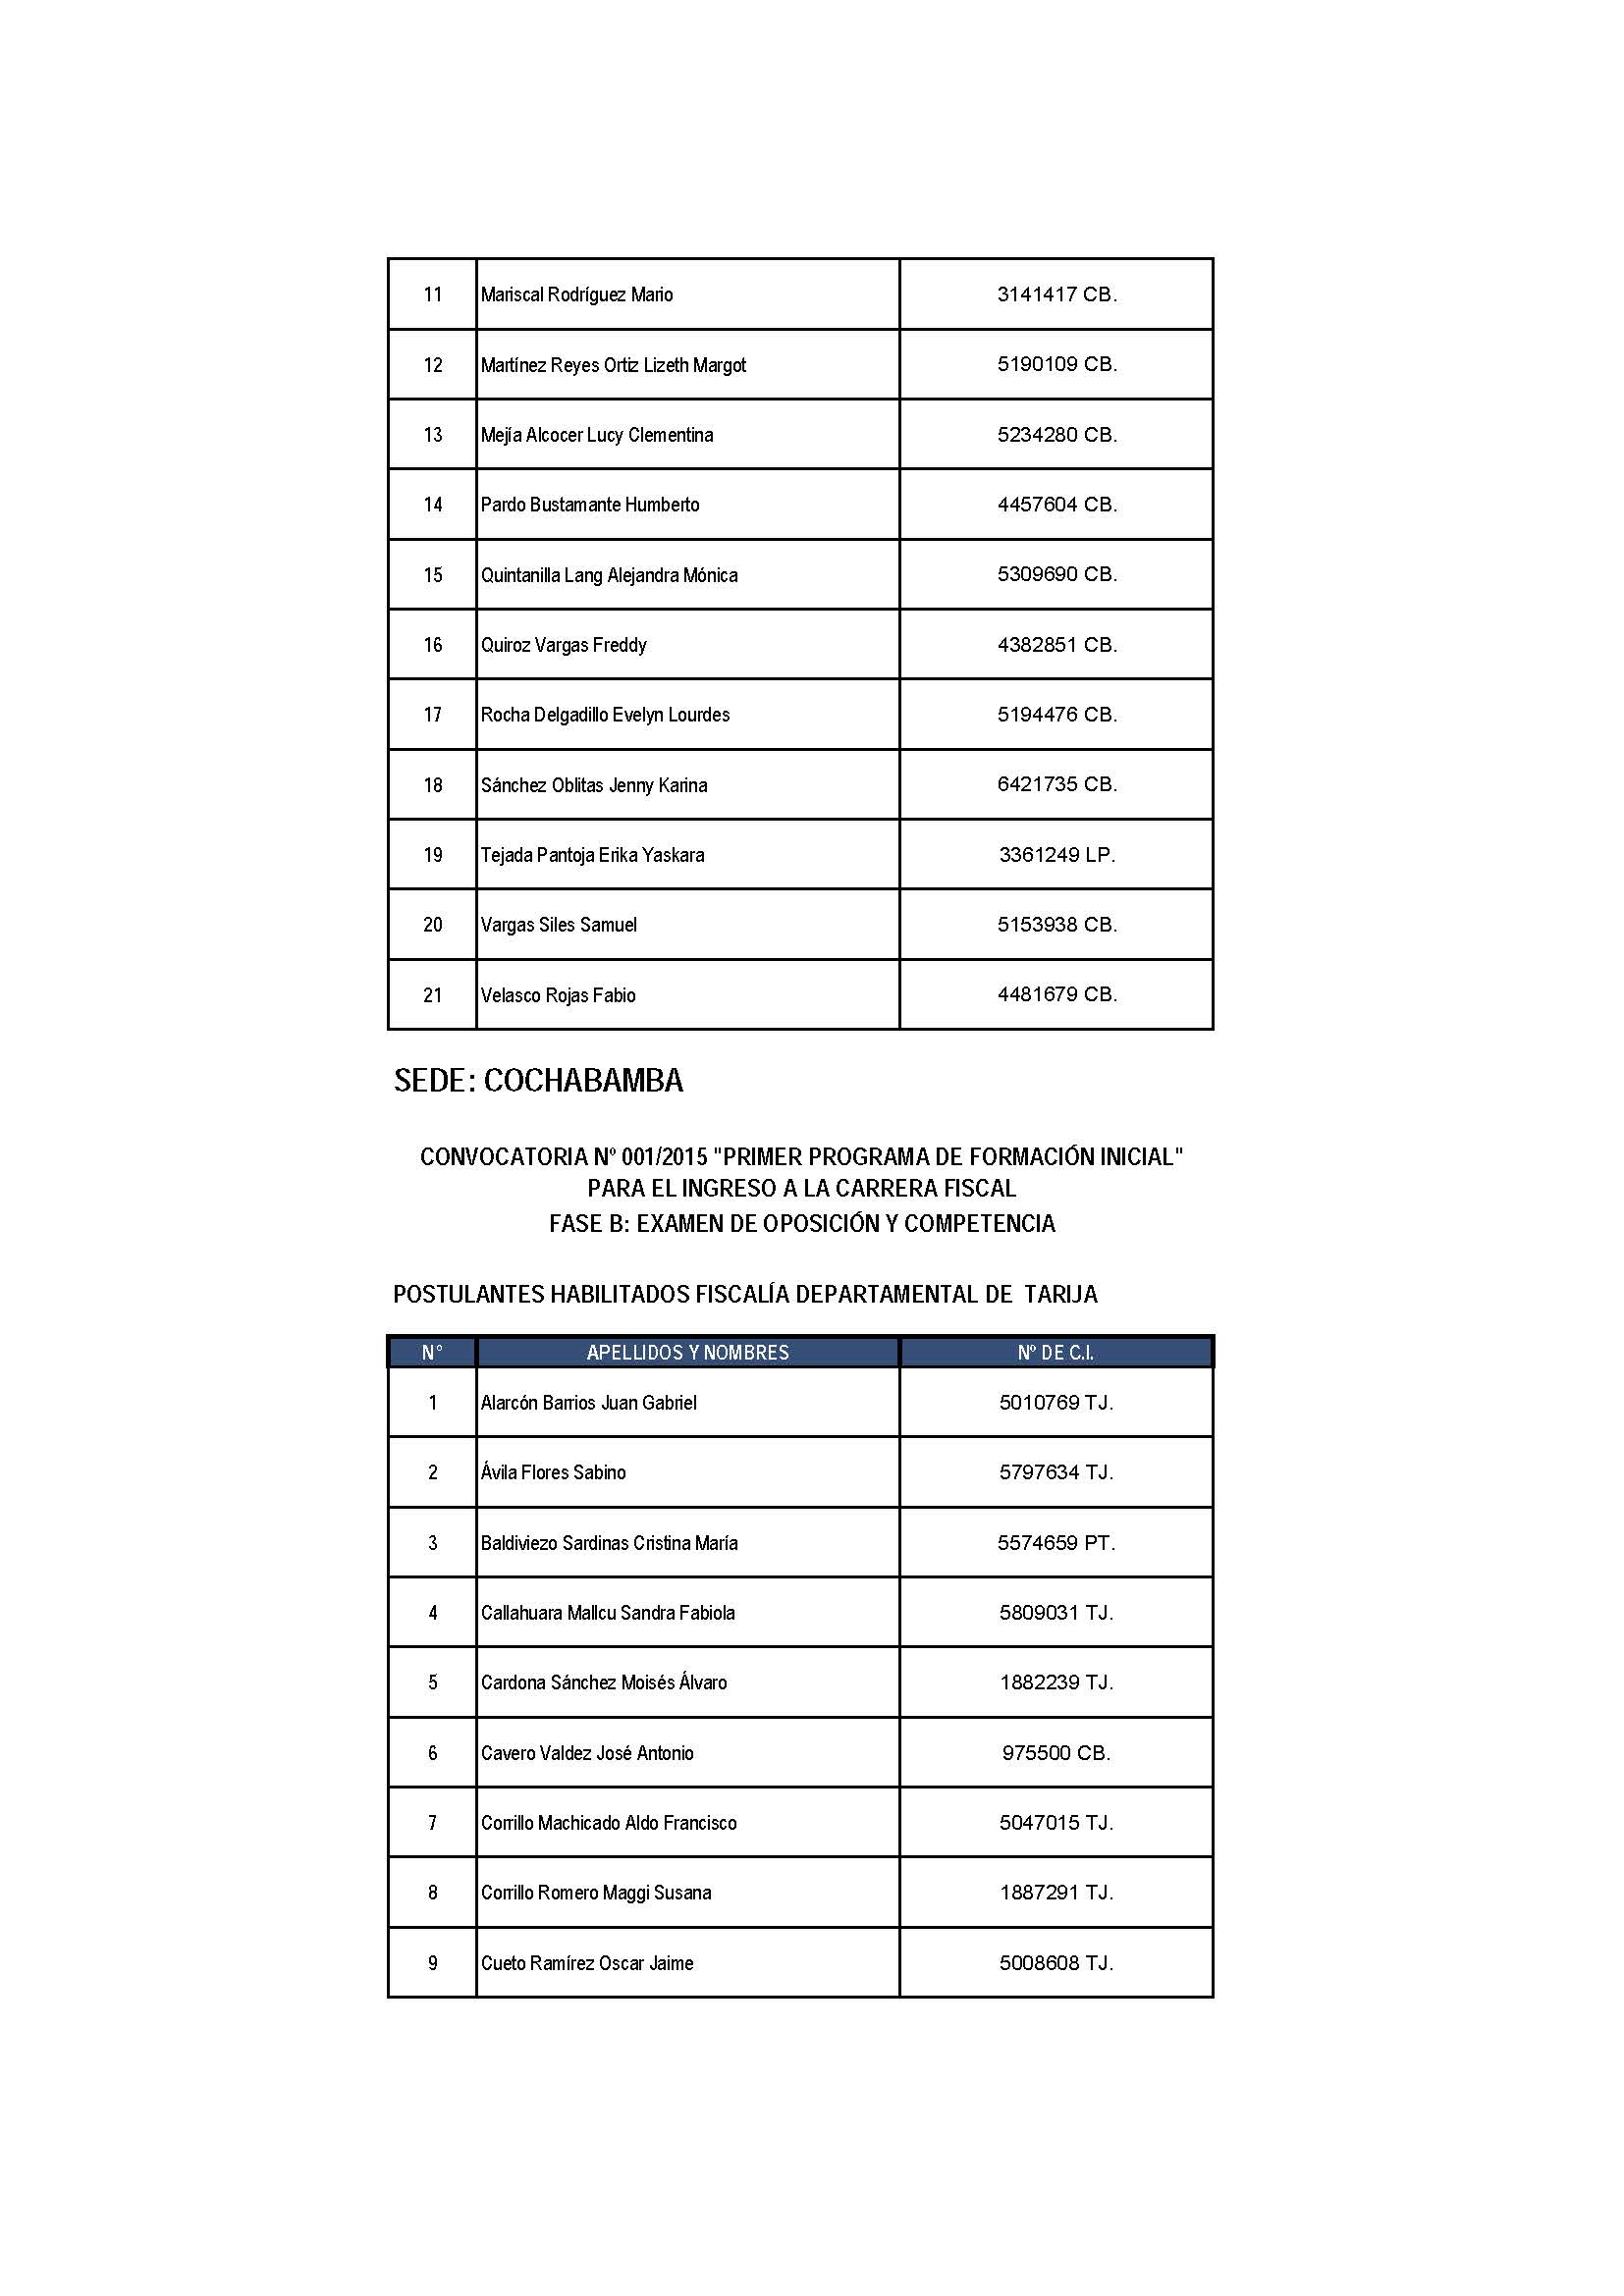 11 Mariscal Rodríguez Mario 3141417 CB.
12 Martínez Reyes Ortiz Lizeth Margot 5190109 CB.
13 Mejía Alcocer Lucy Clementina 5234280 CB.
14 Pardo Bustamante Humberto 4457604 CB.
15 Quintanilla Lang Alejandra Mónica 5309690 CB.
16 Quiroz Vargas Freddy 4382851 CB.
17 Rocha Delgadillo Evelyn Lourdes 5194476 CB.
18 Sánchez Oblitas Jenny Karina 6421735 CB.
19 Tejada Pantoja Erika Yaskara 3361249 LP.
20 Vargas Siles Samuel 5153938 CB.
21 Velasco Rojas Fabio 4481679 CB.
SEDE: COCHABAMBA
CONVOCATORIA Nº 001/2015 "PRIMER PROGRAMA DE FORMACIÓN INICIAL"
PARA EL INGRESO A LA CARRERA FISCAL
FASE B: EXAMEN DE OPOSICIÓN Y COMPETENCIA
POSTULANTES HABILITADOS FISCALÍA DEPARTAMENTAL DE TARIJA
N° APELLIDOS Y NOMBRES Nº DE C.I.
1 Alarcón Barrios Juan Gabriel 5010769 TJ.
2 Ávila Flores Sabino 5797634 TJ.
3 Baldiviezo Sardinas Cristina María 5574659 PT.
4 Callahuara Mallcu Sandra Fabiola 5809031 TJ.
5 Cardona Sánchez Moisés Álvaro 1882239 TJ.
6 Cavero Valdez José Antonio 975500 CB.
7 Corrillo Machicado Aldo Francisco 5047015 TJ.
8 Corrillo Romero Maggi Susana 1887291 TJ.
9 Cueto Ramírez Oscar Jaime 5008608 TJ.